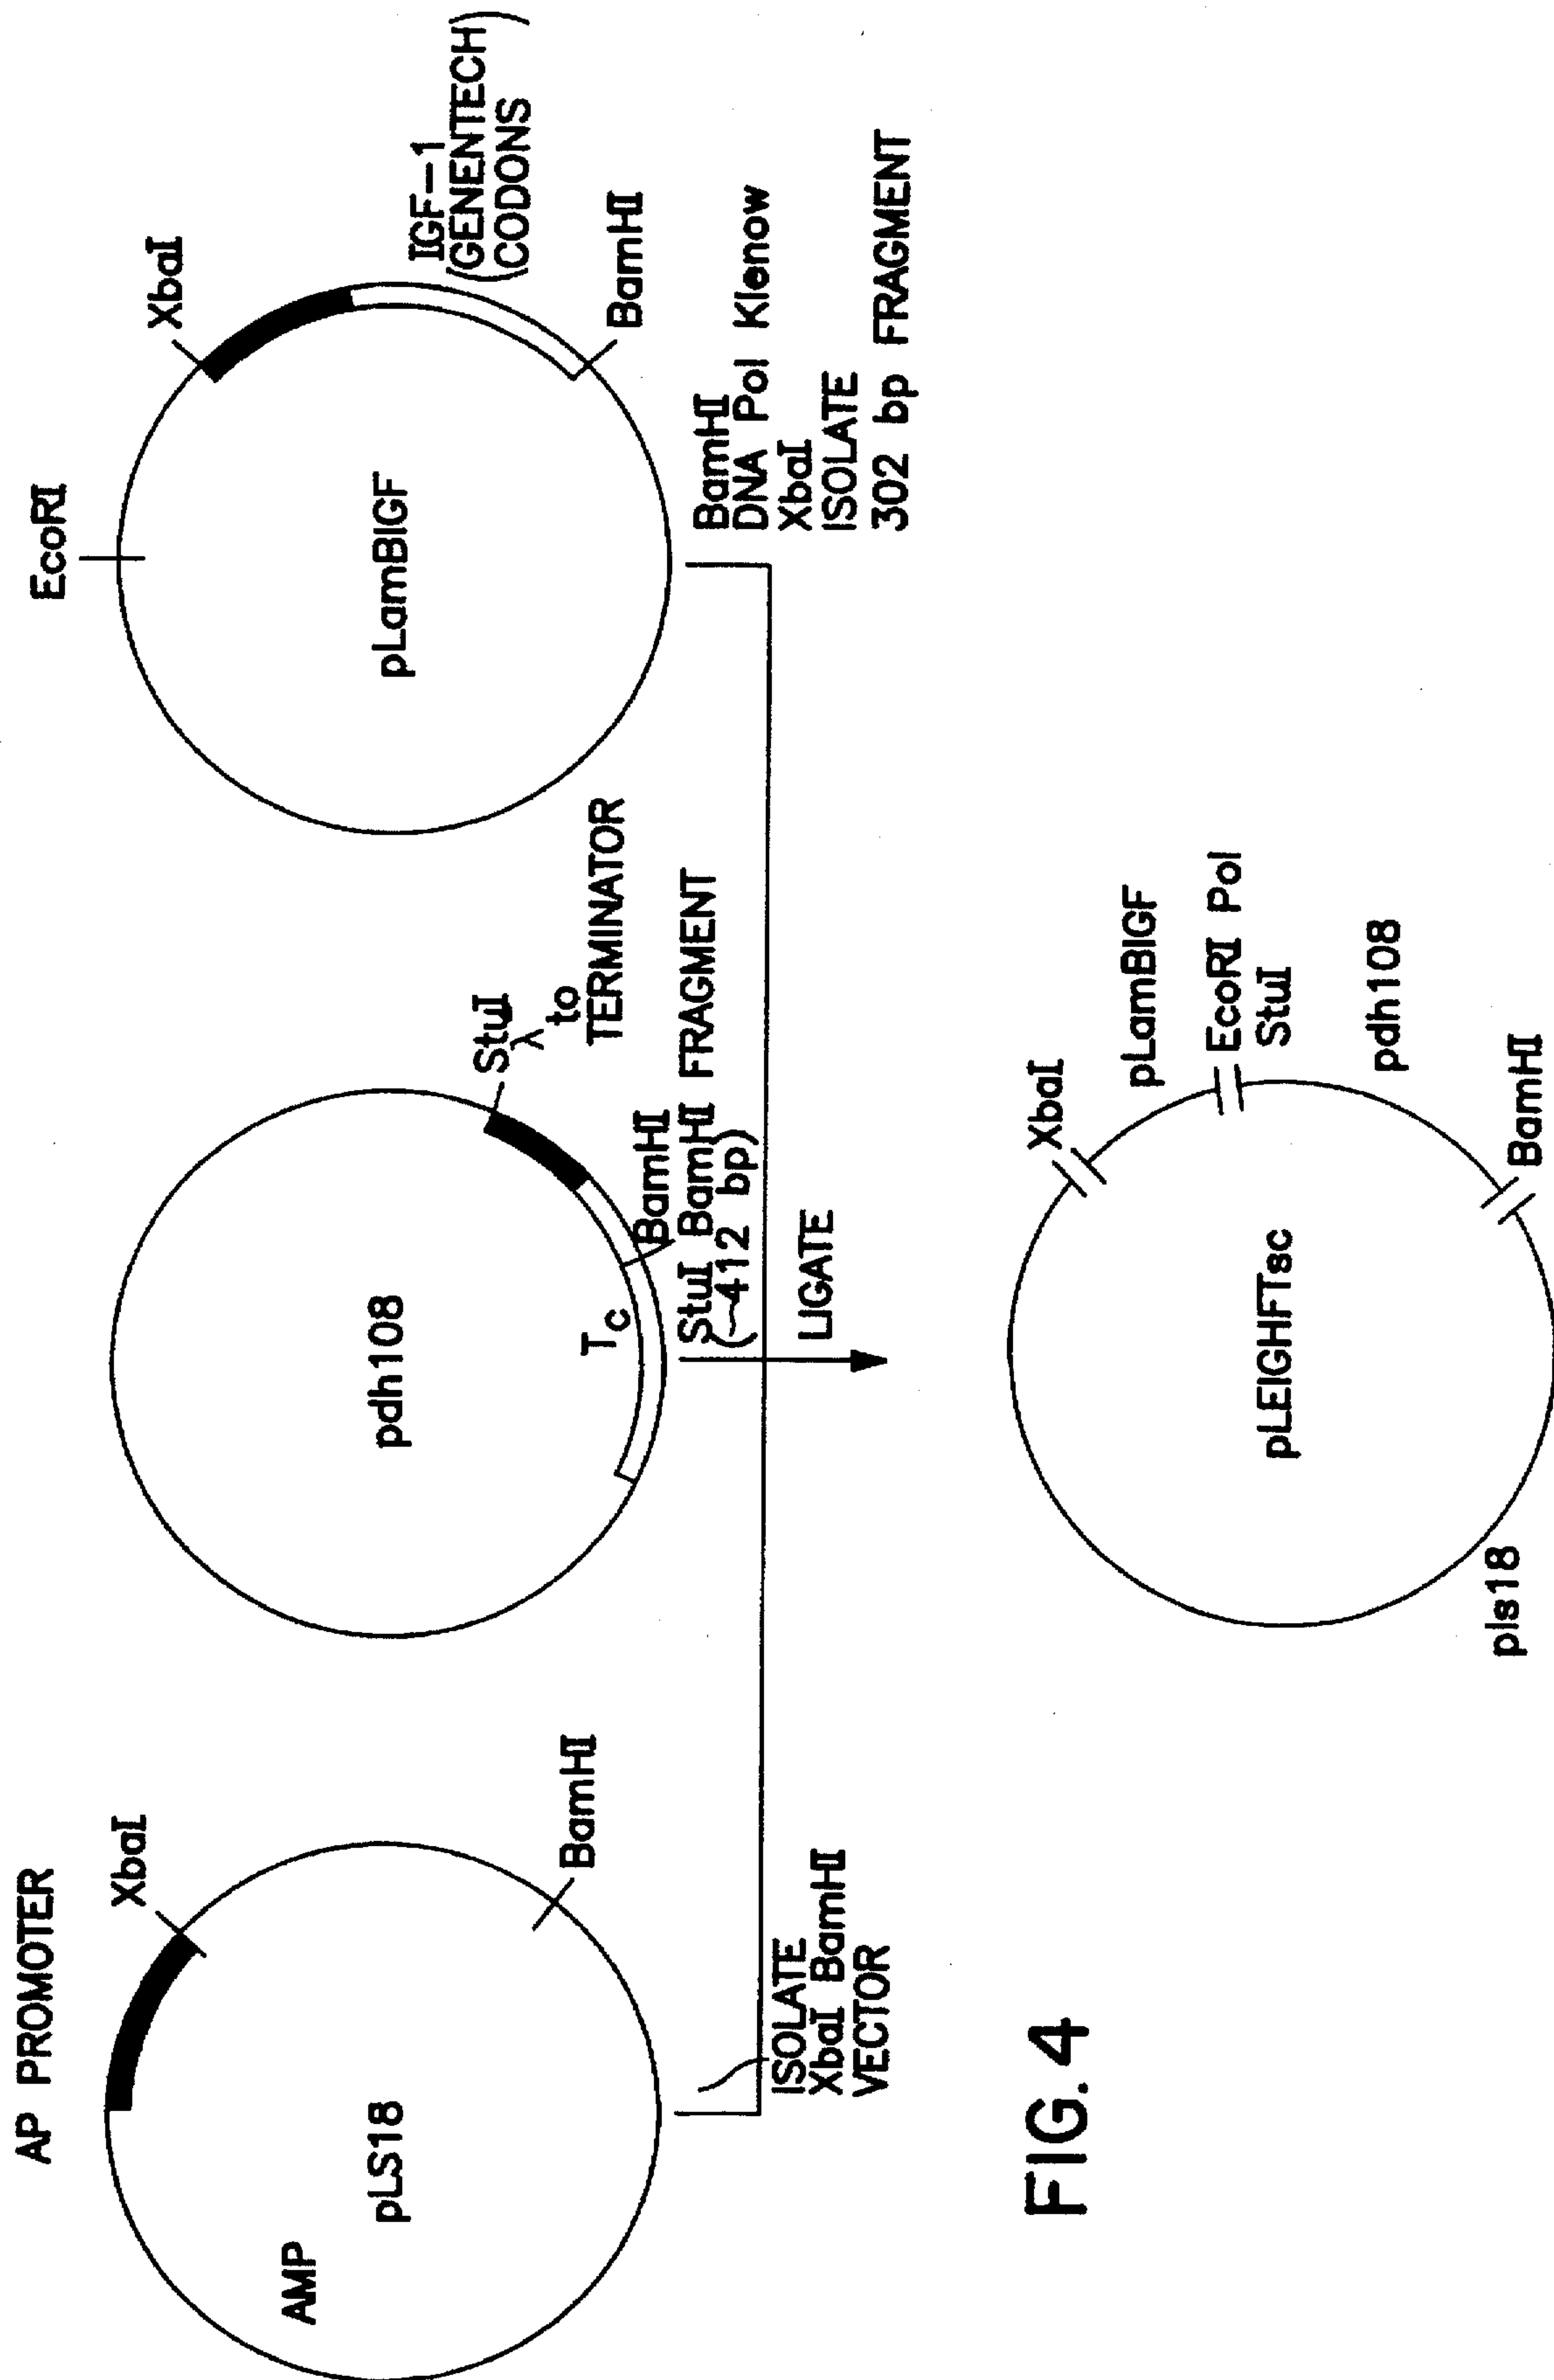 AP PROMOTER
XbaI
AMP
pLS18
BamHI
ISOLATE
XbaI BamHI
VECTOR
pdh108
StuI
λ to
TERMINATOR
Tc
BamHI
StuI BamHI FRAGMENT
(~412 bp)
EcoRI
XbaI
pLamBIGF
IGF-1
(GENENTECH)
(CODONS)
BamHI
BamHI
DNA Pol Klenow
XbaI
ISOLATE
302 bp FRAGMENT
LIGATE
XbaI
pLamBIGF
EcoRI Pol
StuI
pdh108
pLEIGHFTsc
BamHI
pls18
FIG. 4